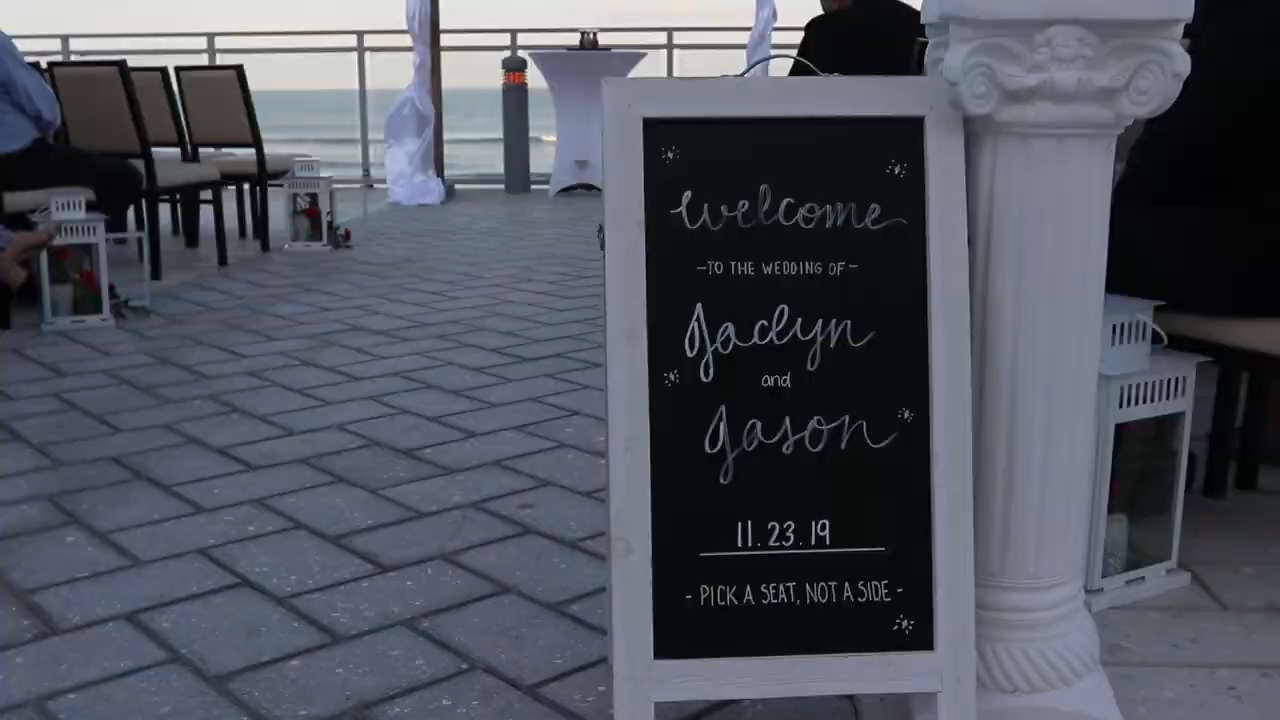 welcome
-TO THE WEDDING OF-
Jaclyn
and
Jason
11.23.19
- PICK A SEAT, NOT A SIDE -